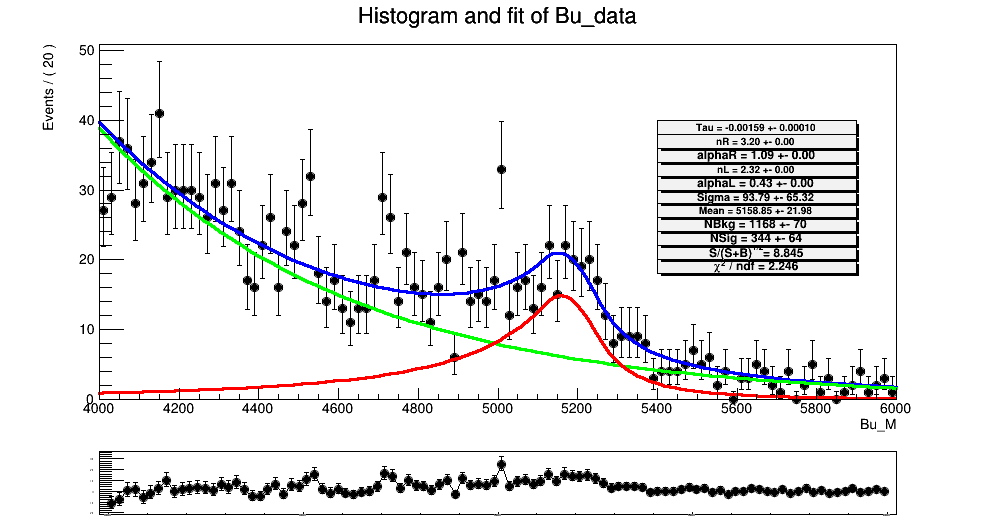 Histogram and fit of Bu_data
Events / ( 20 )
50
40
30
20
10
0
Tau = -0.00159 +- 0.00010
nR = 3.20 +- 0.00
alphaR = 1.09 +- 0.00
nL = 2.32 +- 0.00
alphaL = 0.43 +- 0.00
Sigma = 93.79 +- 65.32
Mean = 5158.85 +- 21.98
NBkg = 1168 +- 70
NSig = 344 +- 64
S/(S+B) = 8.845
χ² / ndf = 2.246
4000 4200 4400 4600 4800 5000 5200 5400 5600 5800 6000
Bu_M